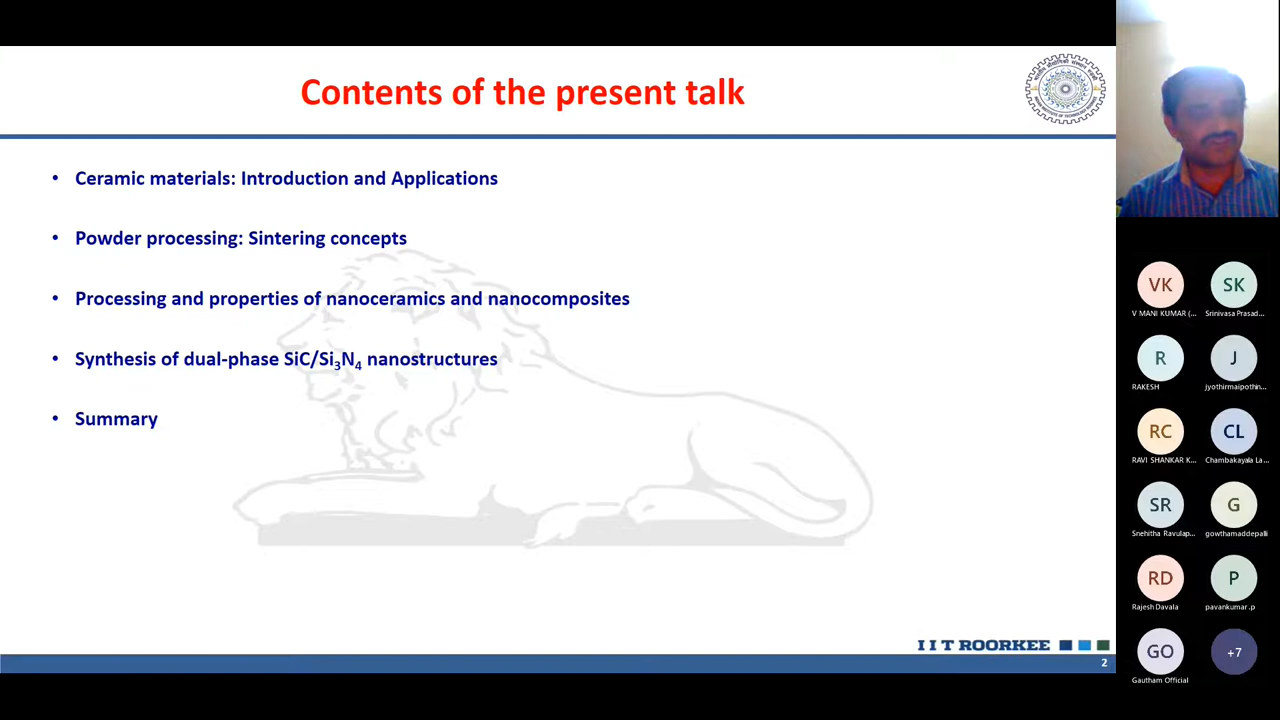 Contents of the present talk
• Ceramic materials: Introduction and Applications
• Powder processing: Sintering concepts
• Processing and properties of nanoceramics and nanocomposites
• Synthesis of dual-phase SiC/Si₃N₄ nanostructures
• Summary
I I T ROORKEE
2
VK
V MANI KUMAR (...
SK
Srinivasa Prasad...
R
RAKESH
J
jyothirmaipothin...
RC
RAVI SHANKAR K...
CL
Chambakayala La...
SR
Snehitha Ravulap...
G
gowthamaddepalli
RD
Rajesh Davala
P
pavankumar .p
GO
Gautham Official
+7